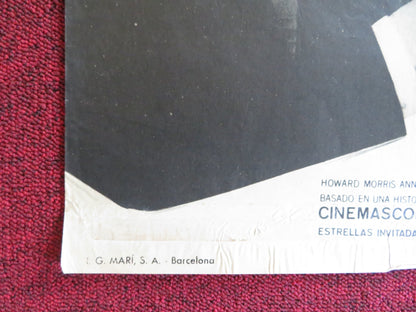 HOWARD MORRIS ANN
BASADO EN UNA HISTO
CINEMASCO
ESTRELLAS INVITADA
I. G. MARÍ, S. A. - Barcelona